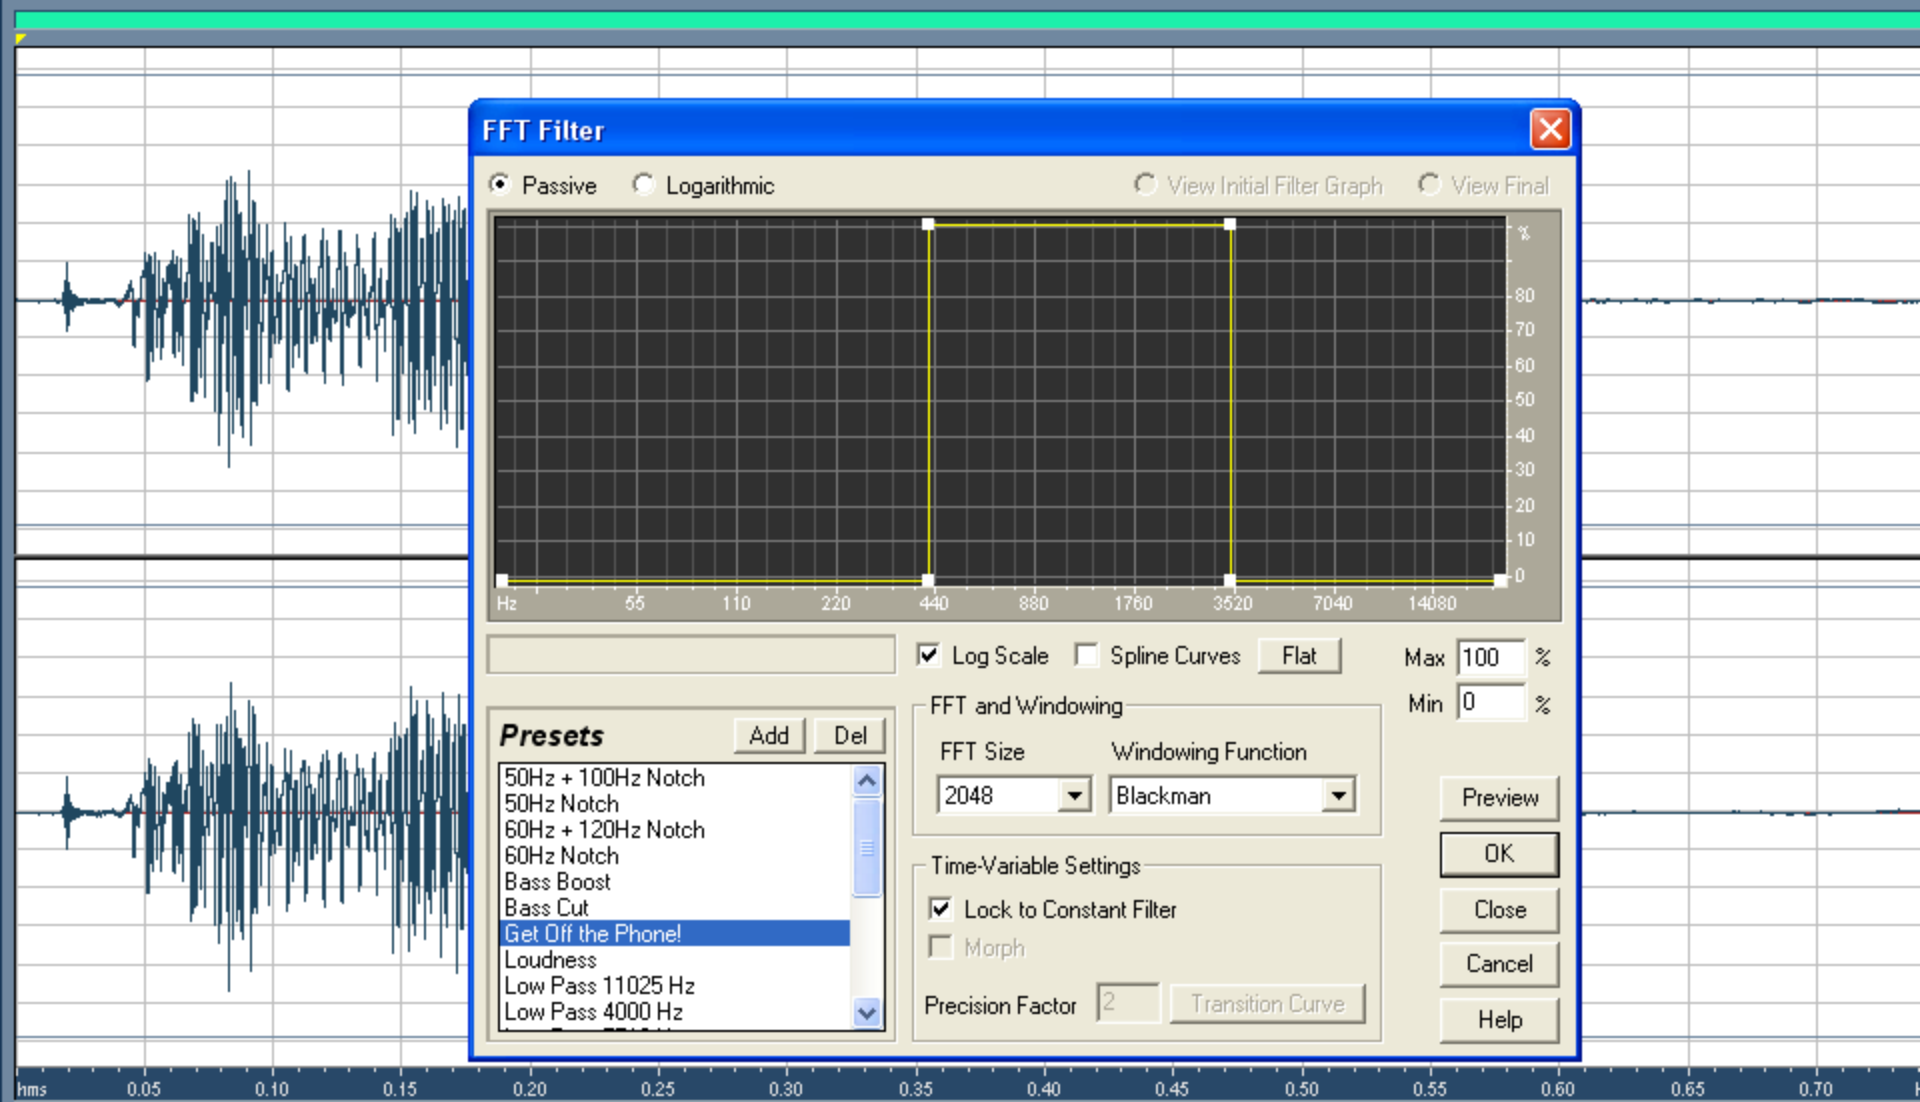 FFT Filter
Passive
Logarithmic
View Initial Filter Graph
View Final
%
80
70
60
50
40
30
20
10
0
Hz 55 110 220 440 880 1760 3520 7040 14080
Log Scale
Spline Curves
Flat
Max 100 %
Min 0 %
Presets
Add
Del
50Hz + 100Hz Notch
50Hz Notch
60Hz + 120Hz Notch
60Hz Notch
Bass Boost
Bass Cut
Get Off the Phone!
Loudness
Low Pass 11025 Hz
Low Pass 4000 Hz
FFT and Windowing
FFT Size
Windowing Function
2048
Blackman
Time-Variable Settings
Lock to Constant Filter
Morph
Precision Factor 2
Transition Curve
Preview
OK
Close
Cancel
Help
hms 0.05 0.10 0.15 0.20 0.25 0.30 0.35 0.40 0.45 0.50 0.55 0.60 0.65 0.70